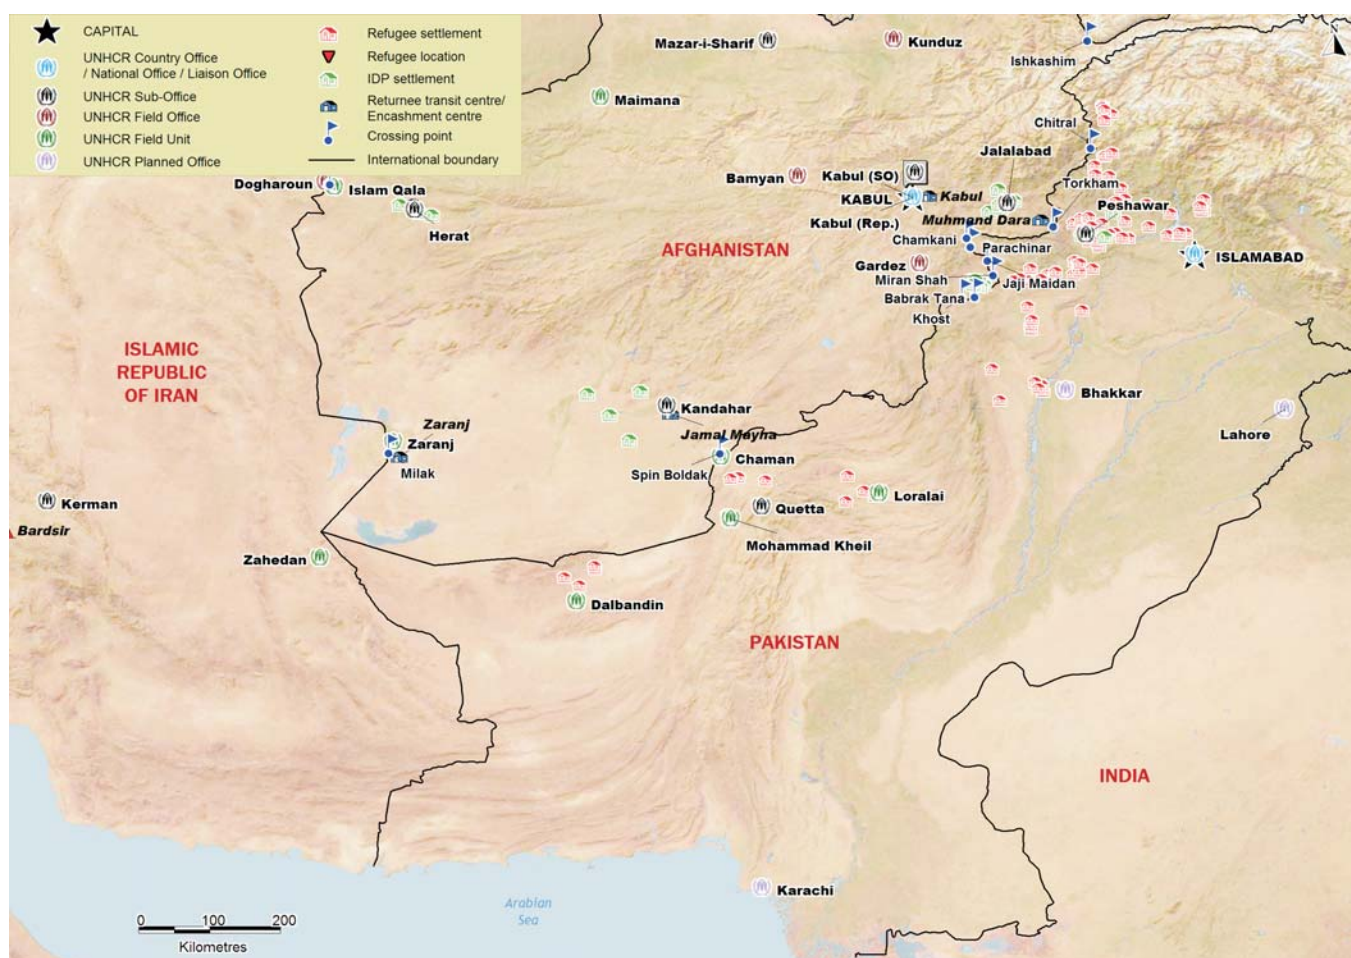 CAPITAL
UNHCR Country Office
/ National Office / Liaison Office
UNHCR Sub-Office
UNHCR Field Office
UNHCR Field Unit
UNHCR Planned Office
Refugee settlement
Refugee location
IDP settlement
Returnee transit centre/
Encashment centre
Crossing point
International boundary
N
Mazar-i-Sharif
Kunduz
Ishkashim
Maimana
Chitral
Jalalabad
Dogharoun
Islam Qala
Bamyan
Kabul (SO)
Torkham
KABUL
Kabul
Peshawar
Herat
Kabul (Rep.)
Muhmand Dara
AFGHANISTAN
Chamkani
Parachinar
ISLAMABAD
Gardez
Miran Shah
Jaji Maidan
Babrak Tana
Khost
ISLAMIC
REPUBLIC
OF IRAN
Bhakkar
Kandahar
Lahore
Zaranj
Jamal Mayna
Zaranj
Chaman
Milak
Spin Boldak
Kerman
Loralai
Quetta
Bardsir
Mohammad Kheil
Zahedan
Dalbandin
PAKISTAN
INDIA
Karachi
Arabian
Sea
0 100 200
Kilometres